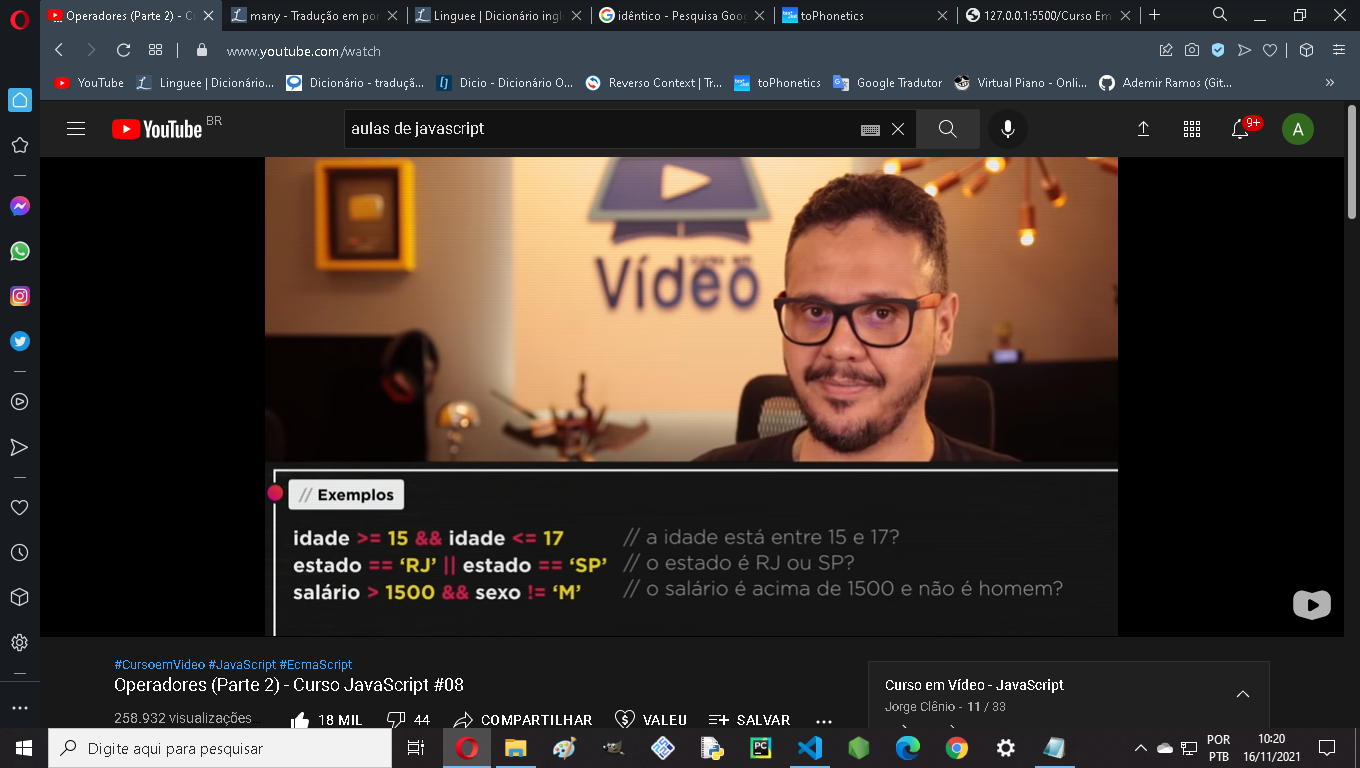 Operadores (Parte 2) - C
many - Tradução em por
Linguee | Dicionário ingl
idêntico - Pesquisa Goog
toPhonetics
127.0.0.1:5500/Curso Em
www.youtube.com/watch
YouTube
Linguee | Dicionário...
Dicionário - traduçã...
Dicio - Dicionário O...
Reverso Context | Tr...
toPhonetics
Google Tradutor
Virtual Piano - Onli...
Ademir Ramos (Git...
YouTube BR
aulas de javascript
9+
A
Vídeo
// Exemplos
idade >= 15 && idade <= 17 // a idade está entre 15 e 17?
estado == ‘RJ’ || estado == ‘SP’ // o estado é RJ ou SP?
salário > 1500 && sexo != ‘M’ // o salário é acima de 1500 e não é homem?
#CursoemVideo #JavaScript #EcmaScript
Operadores (Parte 2) - Curso JavaScript #08
258.932 visualizações...
18 MIL
44
COMPARTILHAR
VALEU
SALVAR
Curso em Vídeo - JavaScript
Jorge Clênio - 11 / 33
Digite aqui para pesquisar
PC
POR
PTB
10:20
16/11/2021